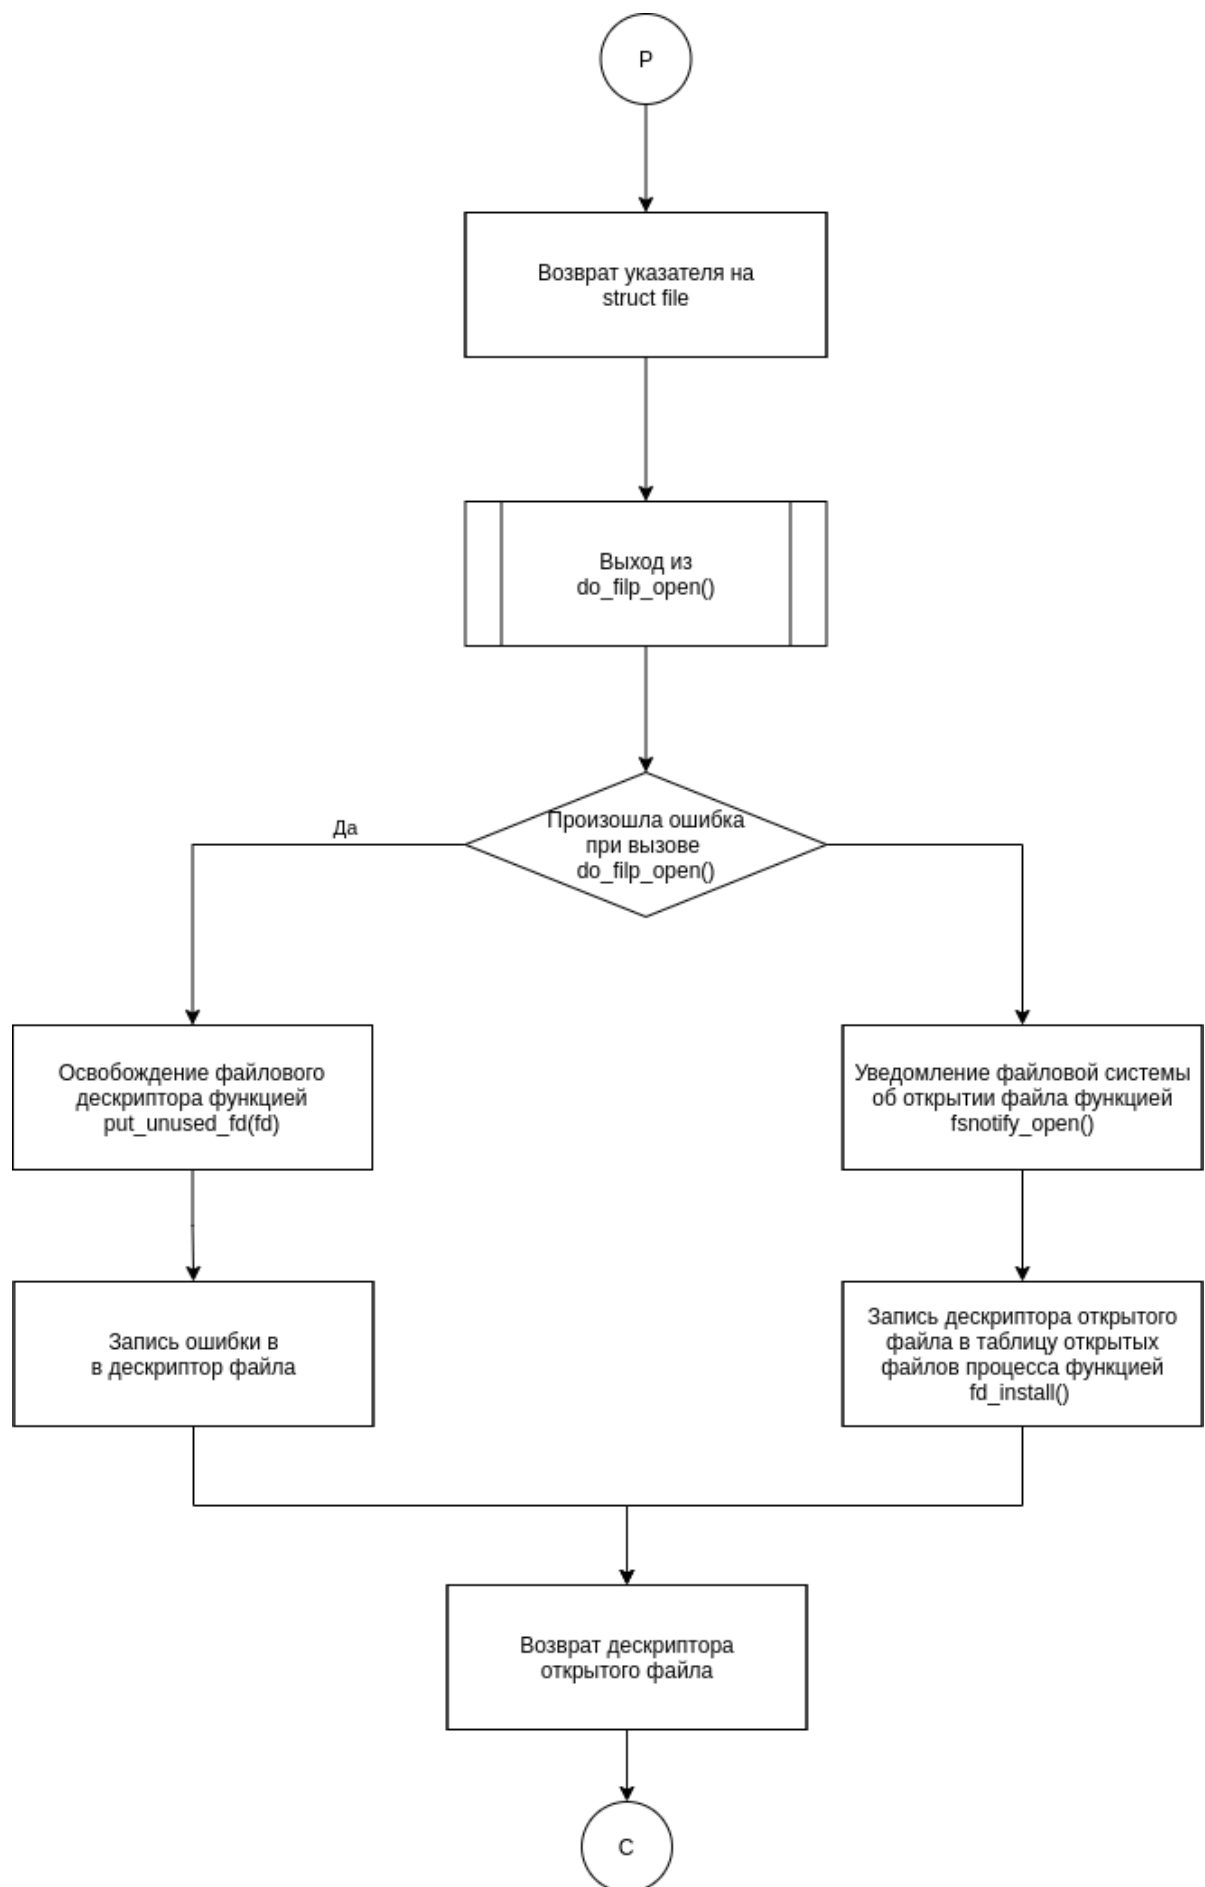 P
Возврат указателя на
struct file
Выход из
do_filp_open()
Произошла ошибка
при вызове
do_filp_open()
Да
Освобождение файлового
дескриптора функцией
put_unused_fd(fd)
Уведомление файловой системы
об открытии файла функцией
fsnotify_open()
Запись ошибки в
в дескриптор файла
Запись дескриптора открытого
файла в таблицу открытых
файлов процесса функцией
fd_install()
Возврат дескриптора
открытого файла
C